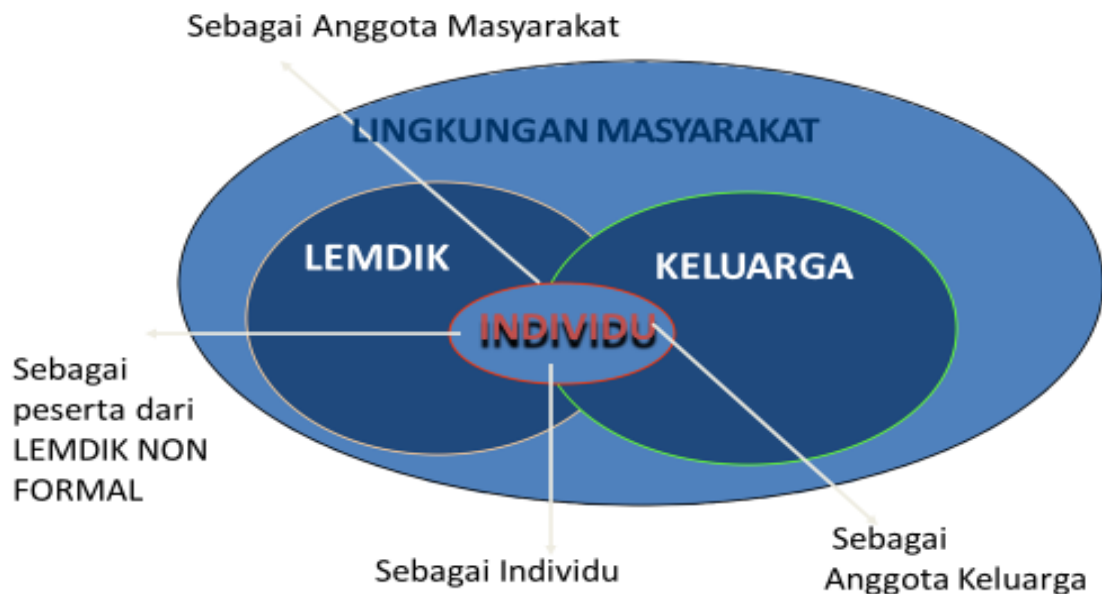 Sebagai Anggota Masyarakat
LINGKUNGAN MASYARAKAT
LEMDIK
KELUARGA
INDIVIDU
Sebagai
peserta dari
LEMDIK NON
FORMAL
Sebagai Individu
Sebagai
Anggota Keluarga